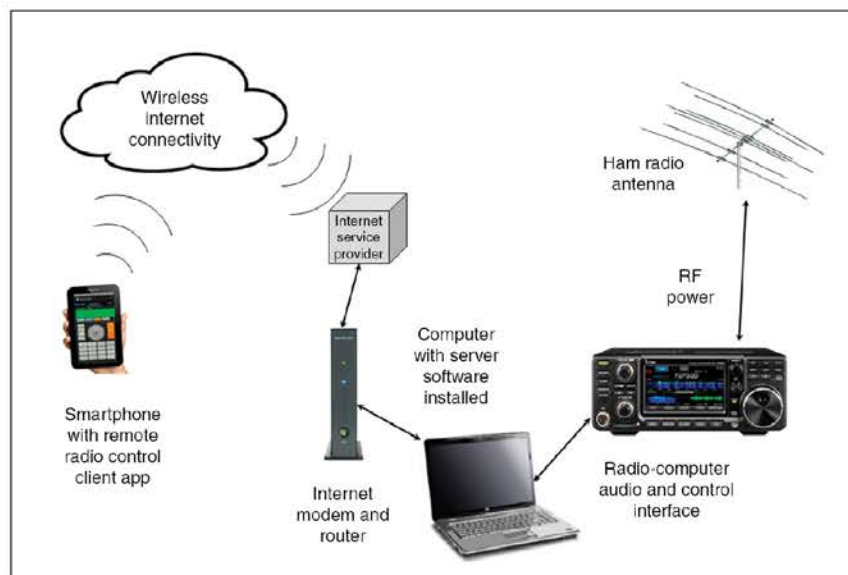 Wireless
internet
connectivity
Ham radio
antenna
Internet
service
provider
RF
power
Computer
with server
software
installed
Smartphone
with remote
radio control
client app
Internet
modem and
router
Radio-computer
audio and control
interface